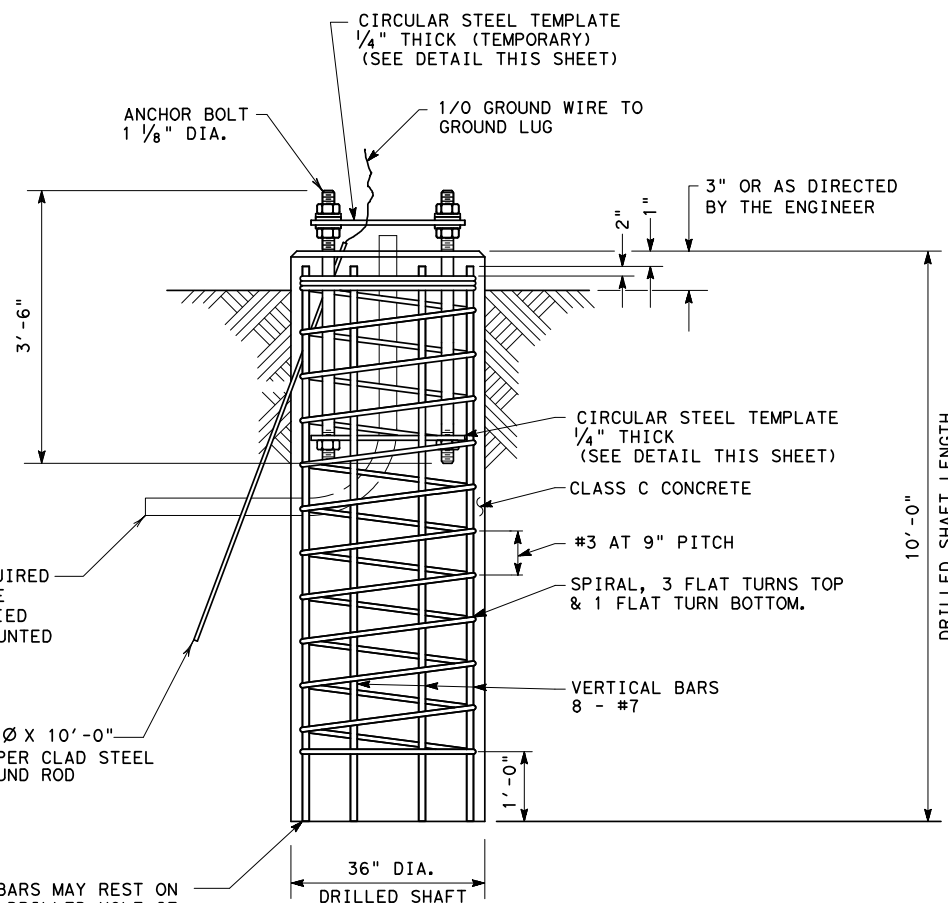 CIRCULAR STEEL TEMPLATE
1/4" THICK (TEMPORARY)
(SEE DETAIL THIS SHEET)
ANCHOR BOLT
1 1/8" DIA.
1/0 GROUND WIRE TO
GROUND LUG
3" OR AS DIRECTED
BY THE ENGINEER
2"
1"
3'-6"
CIRCULAR STEEL TEMPLATE
1/4" THICK
(SEE DETAIL THIS SHEET)
CLASS C CONCRETE
#3 AT 9" PITCH
SPIRAL, 3 FLAT TURNS TOP
& 1 FLAT TURN BOTTOM.
10'-0"
DRILLED SHAFT LENGTH
VERTICAL BARS
8 - #7
Ø X 10'-0"
CLAD STEEL
ROD
1'-0"
BARS MAY REST ON
36" DIA.
DRILLED SHAFT